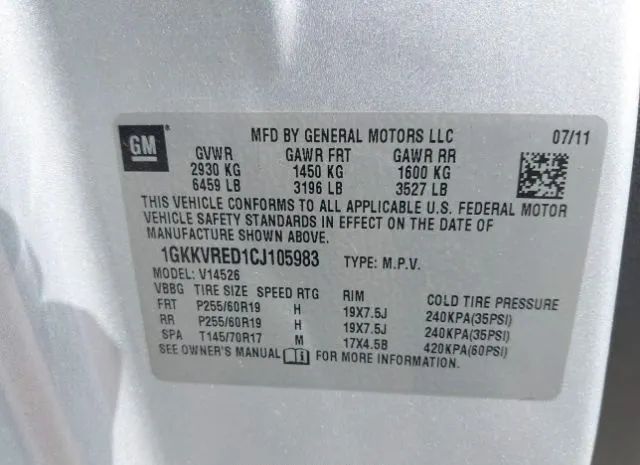 GM
MFD BY GENERAL MOTORS LLC 07/11
GVWR GAWR FRT GAWR RR
2930 KG 1450 KG 1600 KG
6459 LB 3196 LB 3527 LB
THIS VEHICLE CONFORMS TO ALL APPLICABLE U.S. FEDERAL MOTOR
VEHICLE SAFETY STANDARDS IN EFFECT ON THE DATE OF
MANUFACTURE SHOWN ABOVE.
1GKKVRED1CJ105983 TYPE: M.P.V.
MODEL: V14526
VBBG TIRE SIZE SPEED RTG RIM COLD TIRE PRESSURE
FRT P255/60R19 H 19X7.5J 240KPA(35PSI)
RR P255/60R19 H 19X7.5J 240KPA(35PSI)
SPA T145/70R17 M 17X4.5B 420KPA(60PSI)
SEE OWNER'S MANUAL i FOR MORE INFORMATION.